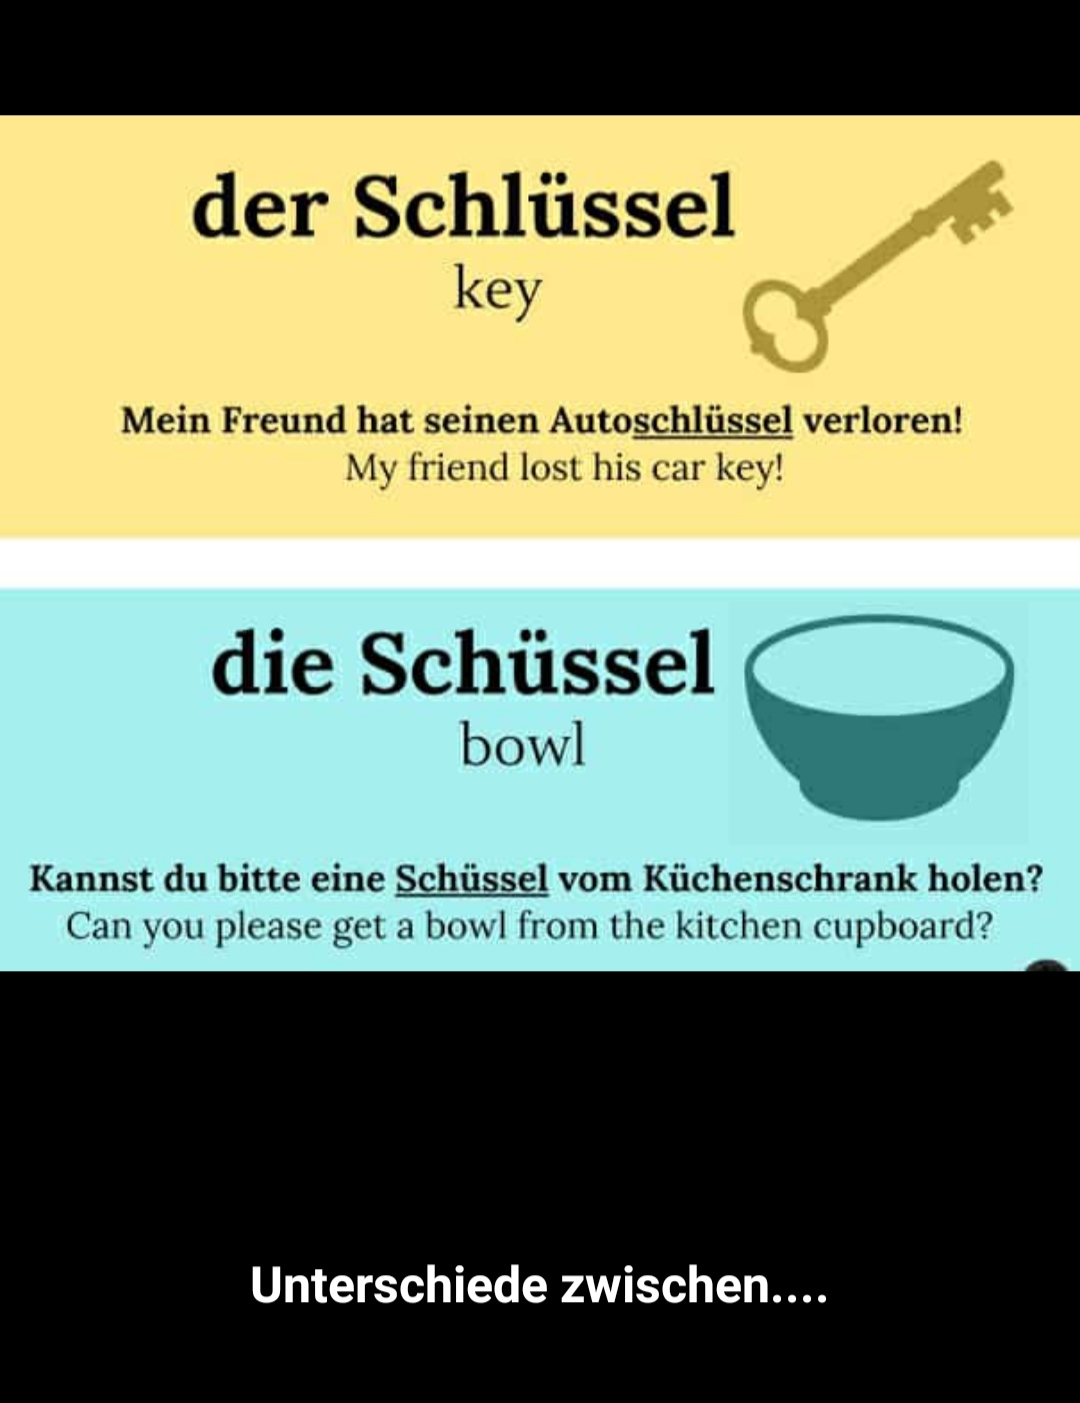 der Schlüssel
key
Mein Freund hat seinen Autoschlüssel verloren!
My friend lost his car key!
die Schüssel
bowl
Kannst du bitte eine Schüssel vom Küchenschrank holen?
Can you please get a bowl from the kitchen cupboard?
Unterschiede zwischen....